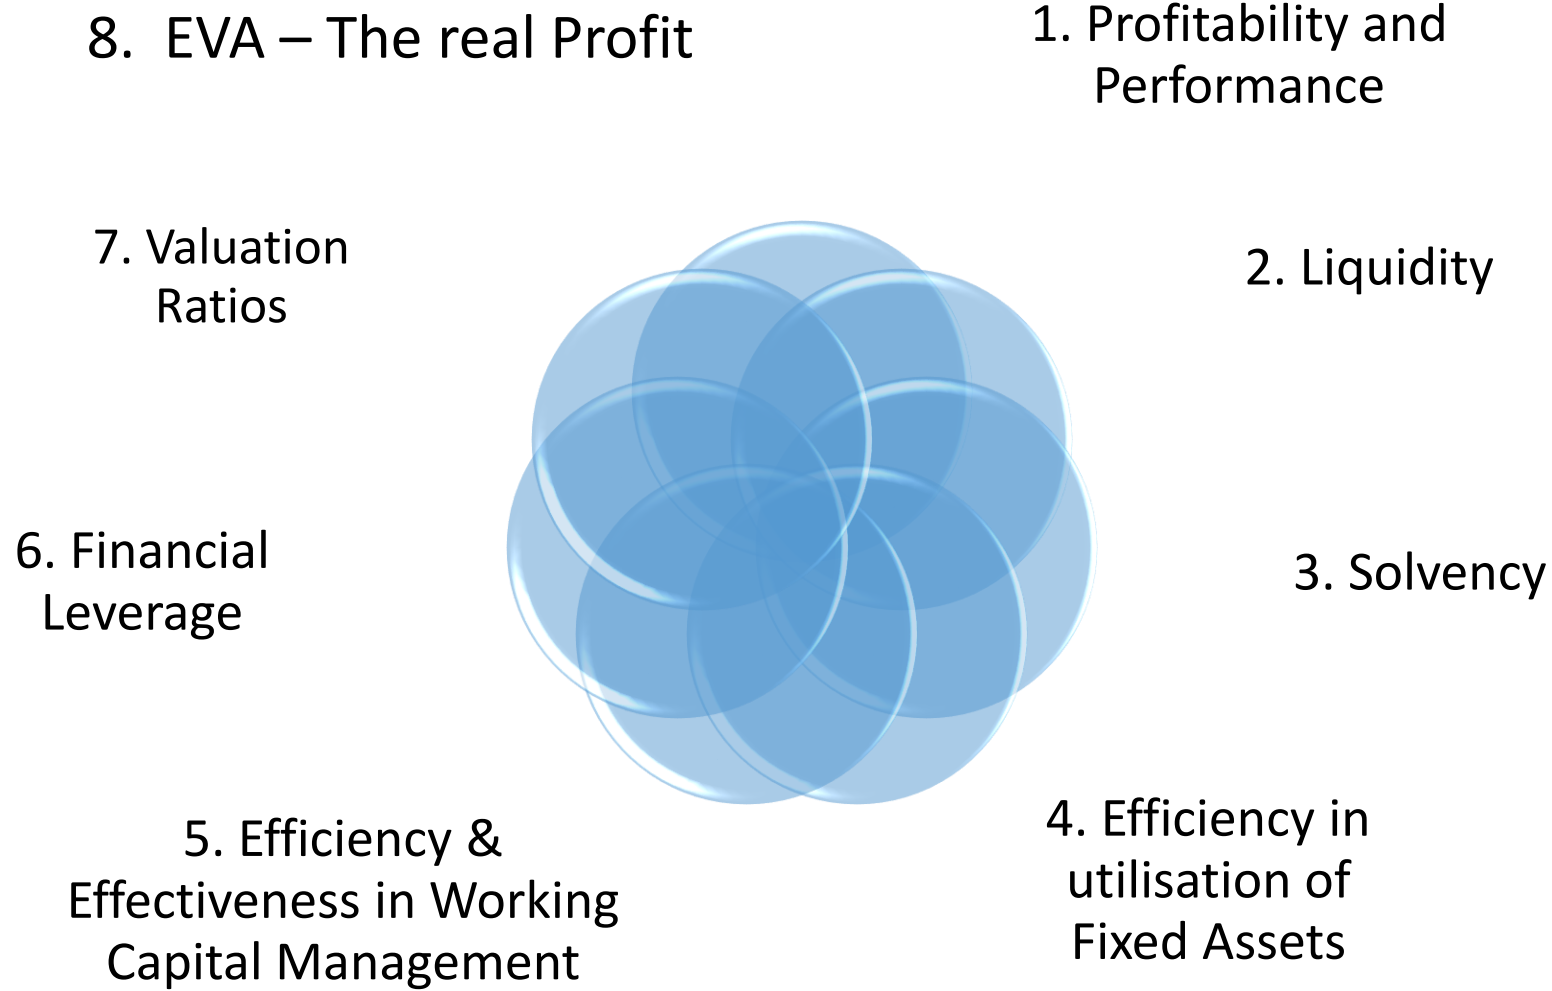 8. EVA – The real Profit
1. Profitability and
Performance
2. Liquidity
3. Solvency
4. Efficiency in
utilisation of
Fixed Assets
5. Efficiency &
Effectiveness in Working
Capital Management
6. Financial
Leverage
7. Valuation
Ratios